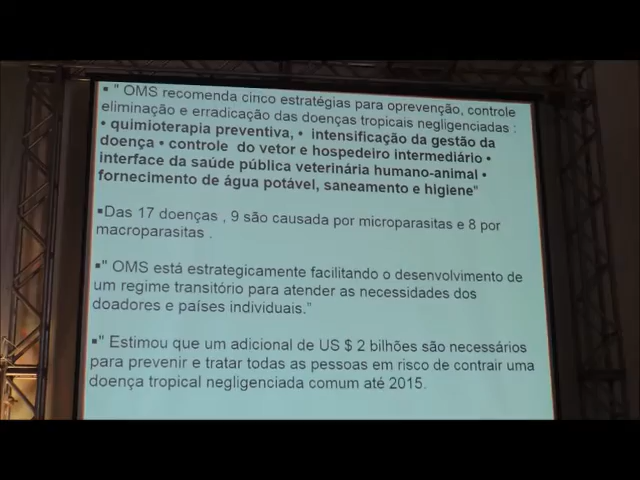 ▪" OMS recomenda cinco estratégias para oprevenção, controle
eliminação e erradicação das doenças tropicais negligenciadas :
• quimioterapia preventiva, • intensificação da gestão da
doença • controle do vetor e hospedeiro intermediário •
interface da saúde pública veterinária humano-animal •
fornecimento de água potável, saneamento e higiene"
▪Das 17 doenças , 9 são causada por microparasitas e 8 por
macroparasitas .
▪" OMS está estrategicamente facilitando o desenvolvimento de
um regime transitório para atender as necessidades dos
doadores e países individuais."
▪" Estimou que um adicional de US $ 2 bilhões são necessários
para prevenir e tratar todas as pessoas em risco de contrair uma
doença tropical negligenciada comum até 2015.